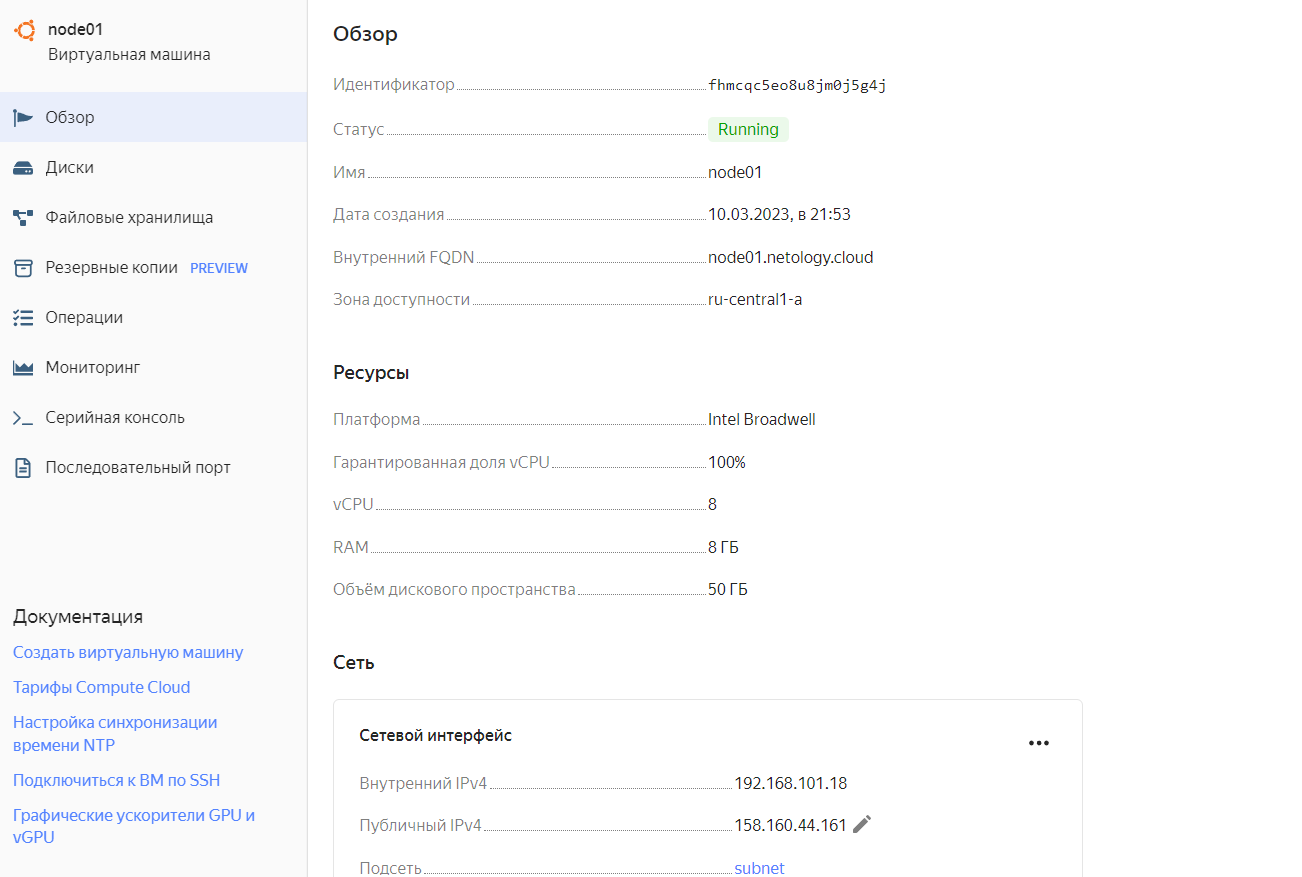 node01
Виртуальная машина
Обзор
Диски
Файловые хранилища
Резервные копии PREVIEW
Операции
Мониторинг
Серийная консоль
Последовательный порт
Документация
Создать виртуальную машину
Тарифы Compute Cloud
Настройка синхронизации
времени NTP
Подключиться к ВМ по SSH
Графические ускорители GPU и
vGPU
Обзор
Идентификатор fhmcqc5eo8u8jm0j5g4j
Статус Running
Имя node01
Дата создания 10.03.2023, в 21:53
Внутренний FQDN node01.netology.cloud
Зона доступности ru-central1-a
Ресурсы
Платформа Intel Broadwell
Гарантированная доля vCPU 100%
vCPU 8
RAM 8 ГБ
Объём дискового пространства 50 ГБ
Сеть
Сетевой интерфейс
Внутренний IPv4 192.168.101.18
Публичный IPv4 158.160.44.161
Подсеть subnet